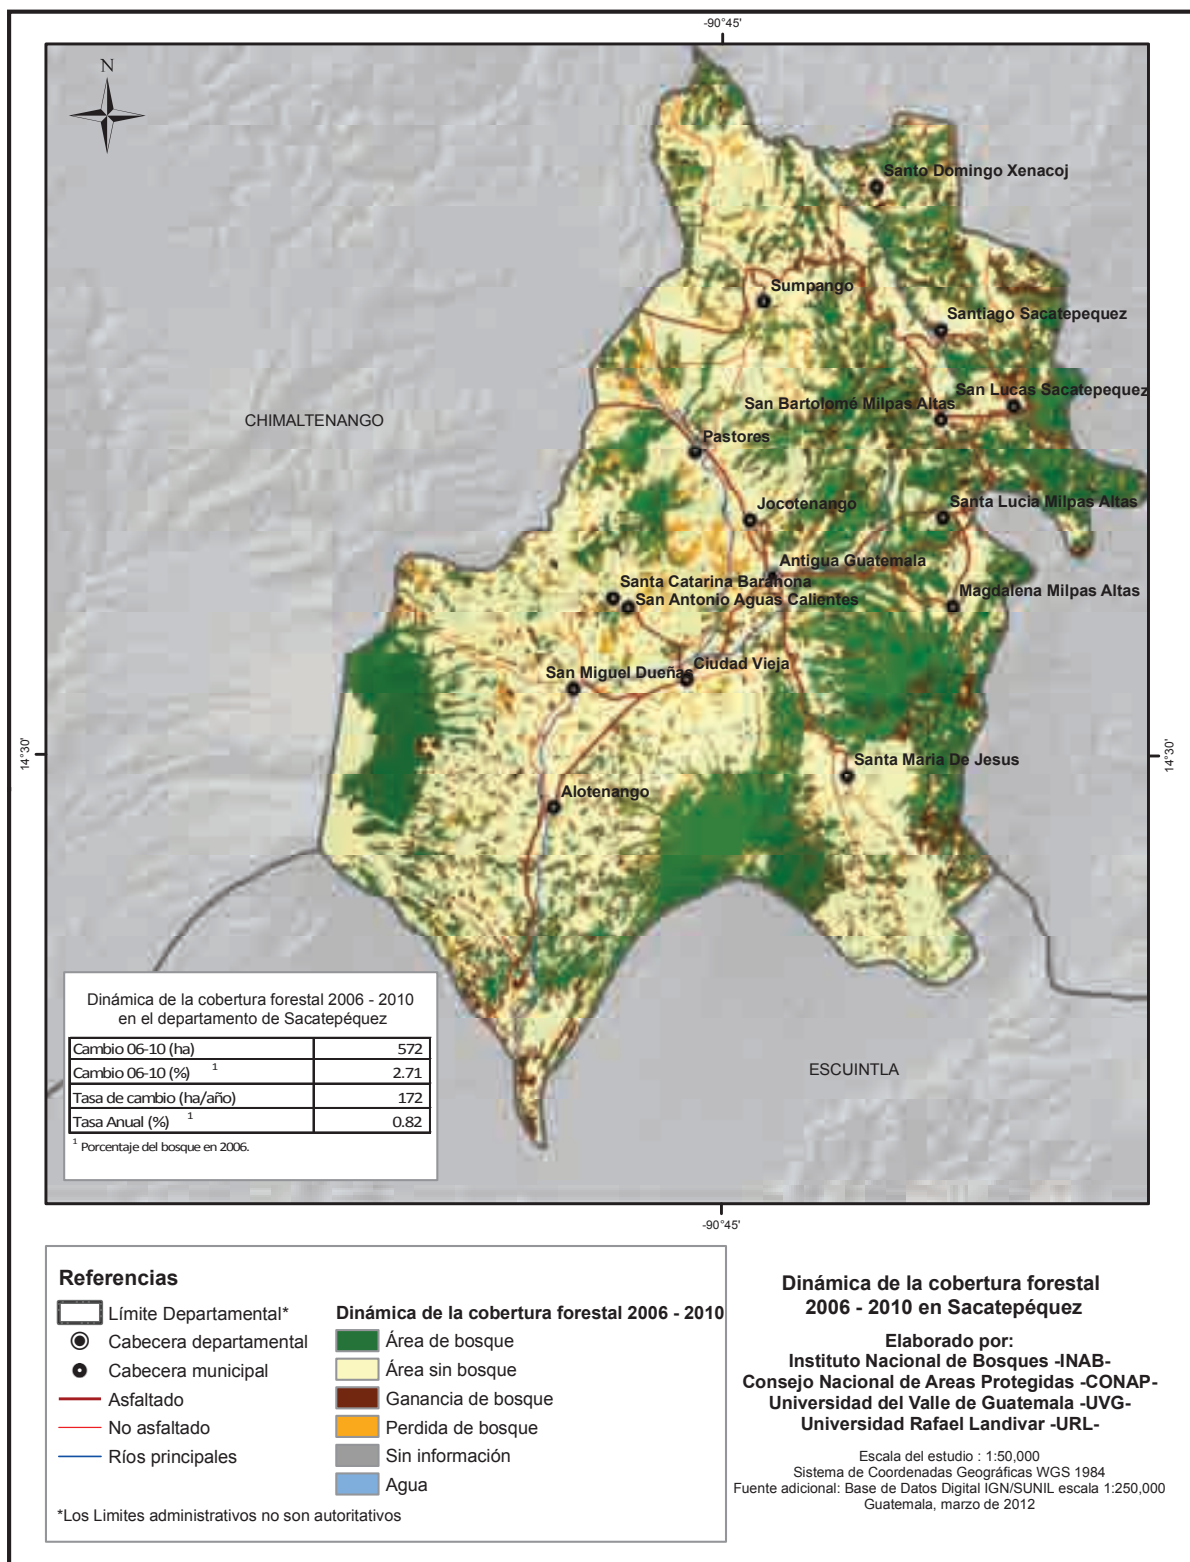 -90°45'
N
Santo Domingo Xenacoj
Sumpango
Santiago Sacatepequez
San Lucas Sacatepequez
San Bartolomé Milpas Altas
CHIMALTENANGO
Pastores
Jocotenango
Santa Lucia Milpas Altas
Antigua Guatemala
Santa Catarina Barahona
San Antonio Aguas Calientes
Magdalena Milpas Altas
Ciudad Vieja
San Miguel Dueñas
14°30'
14°30'
Santa Maria De Jesus
Alotenango
ESCUINTLA
Dinámica de la cobertura forestal 2006 - 2010
en el departamento de Sacatepéquez
Cambio 06-10 (ha) 572
Cambio 06-10 (%) 1 2.71
Tasa de cambio (ha/año) 172
Tasa Anual (%) 1 0.82
1 Porcentaje del bosque en 2006.
-90°45'
Referencias
Límite Departamental*
Cabecera departamental
Cabecera municipal
Asfaltado
No asfaltado
Ríos principales
Dinámica de la cobertura forestal 2006 - 2010
Área de bosque
Área sin bosque
Ganancia de bosque
Perdida de bosque
Sin información
Agua
*Los Limites administrativos no son autoritativos
Dinámica de la cobertura forestal
2006 - 2010 en Sacatepéquez
Elaborado por:
Instituto Nacional de Bosques -INAB-
Consejo Nacional de Areas Protegidas -CONAP-
Universidad del Valle de Guatemala -UVG-
Universidad Rafael Landivar -URL-
Escala del estudio : 1:50,000
Sistema de Coordenadas Geográficas WGS 1984
Fuente adicional: Base de Datos Digital IGN/SUNIL escala 1:250,000
Guatemala, marzo de 2012